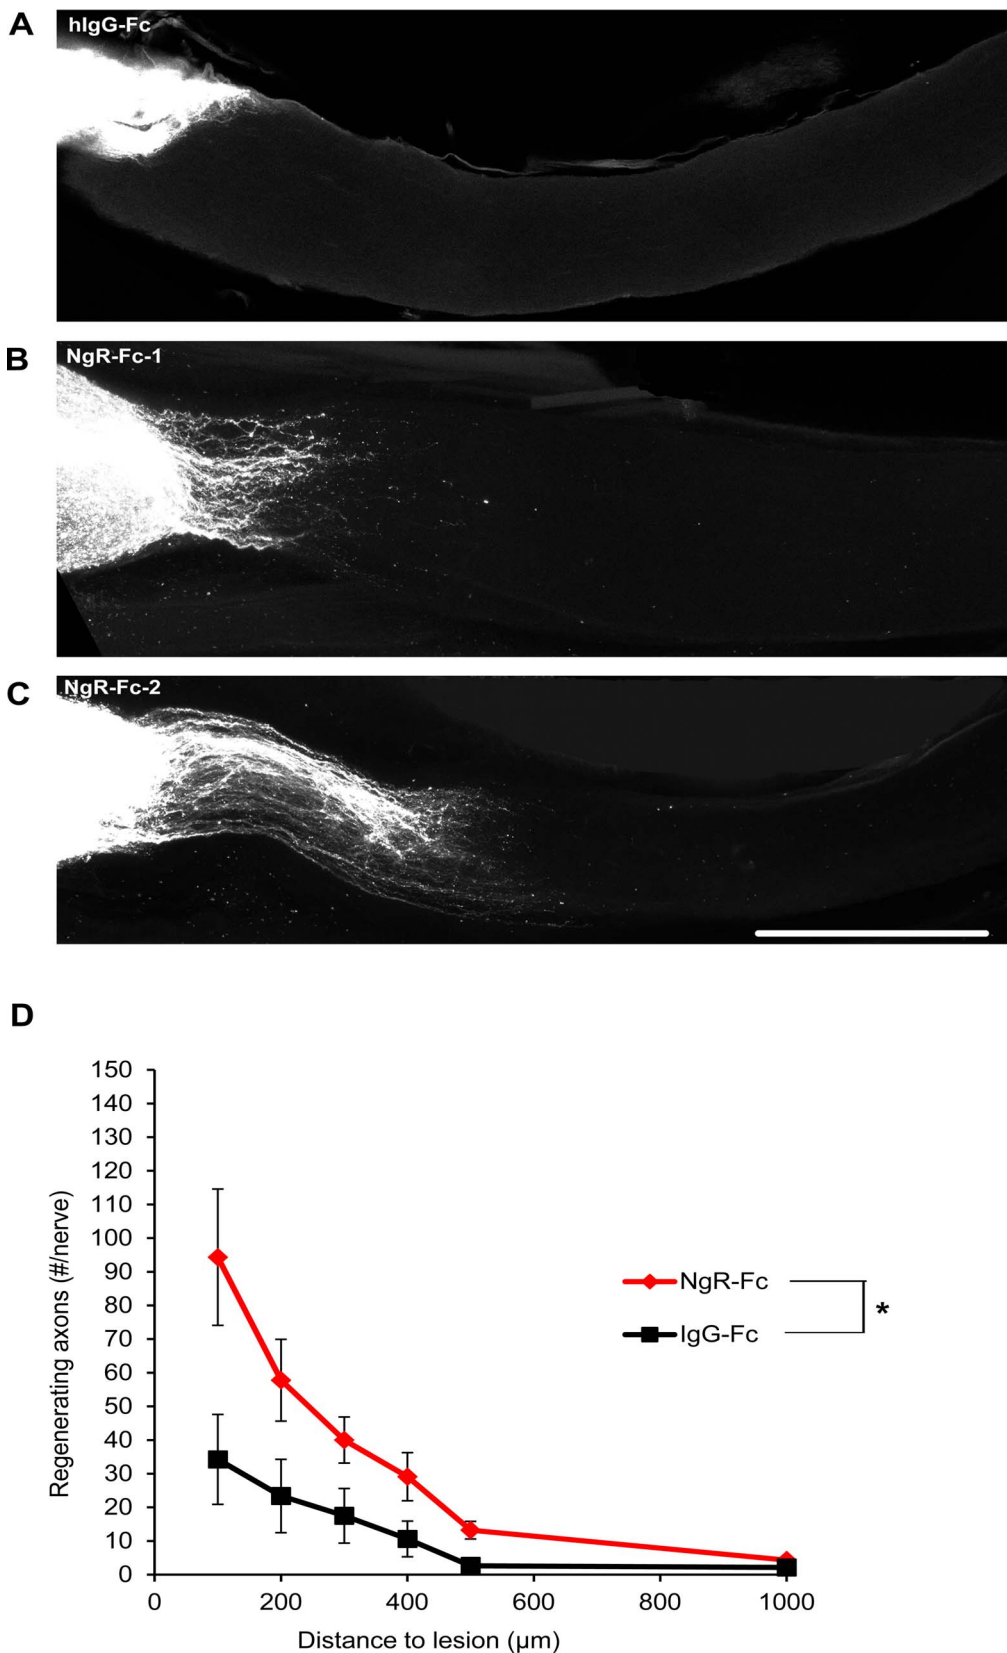 A
hIgG-Fc
B
NgR-Fc-1
C
NgR-Fc-2
D
150
140
130
120
110
100
90
80
70
60
50
40
30
20
10
0
Regenerating axons (#/nerve)
0 200 400 600 800 1000
Distance to lesion (µm)
NgR-Fc
IgG-Fc
*